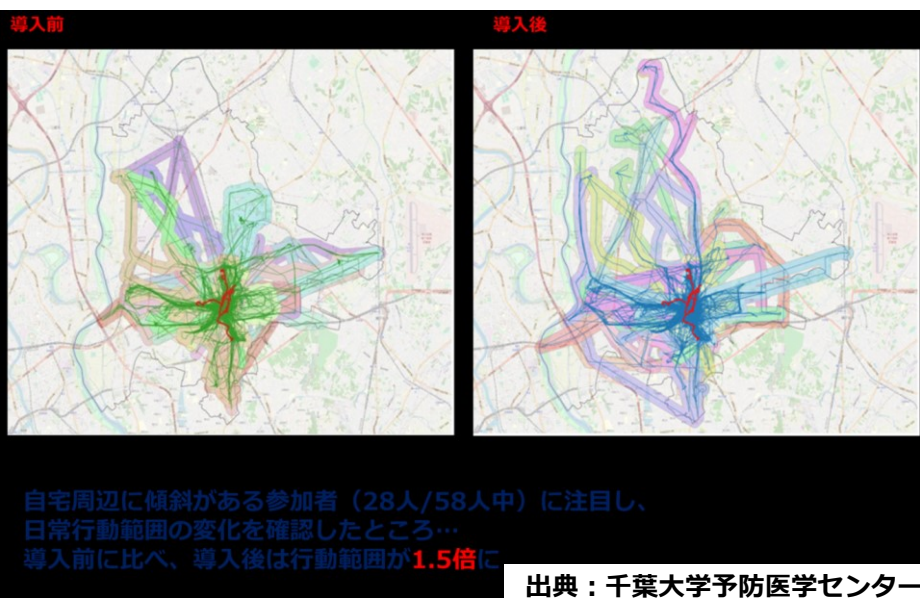 導入前
導入後
自宅周辺に傾斜がある参加者（28人/58人中）に注目し、
日常行動範囲の変化を確認したところ…
導入前に比べ、導入後は行動範囲が1.5倍に
出典：千葉大学予防医学センター